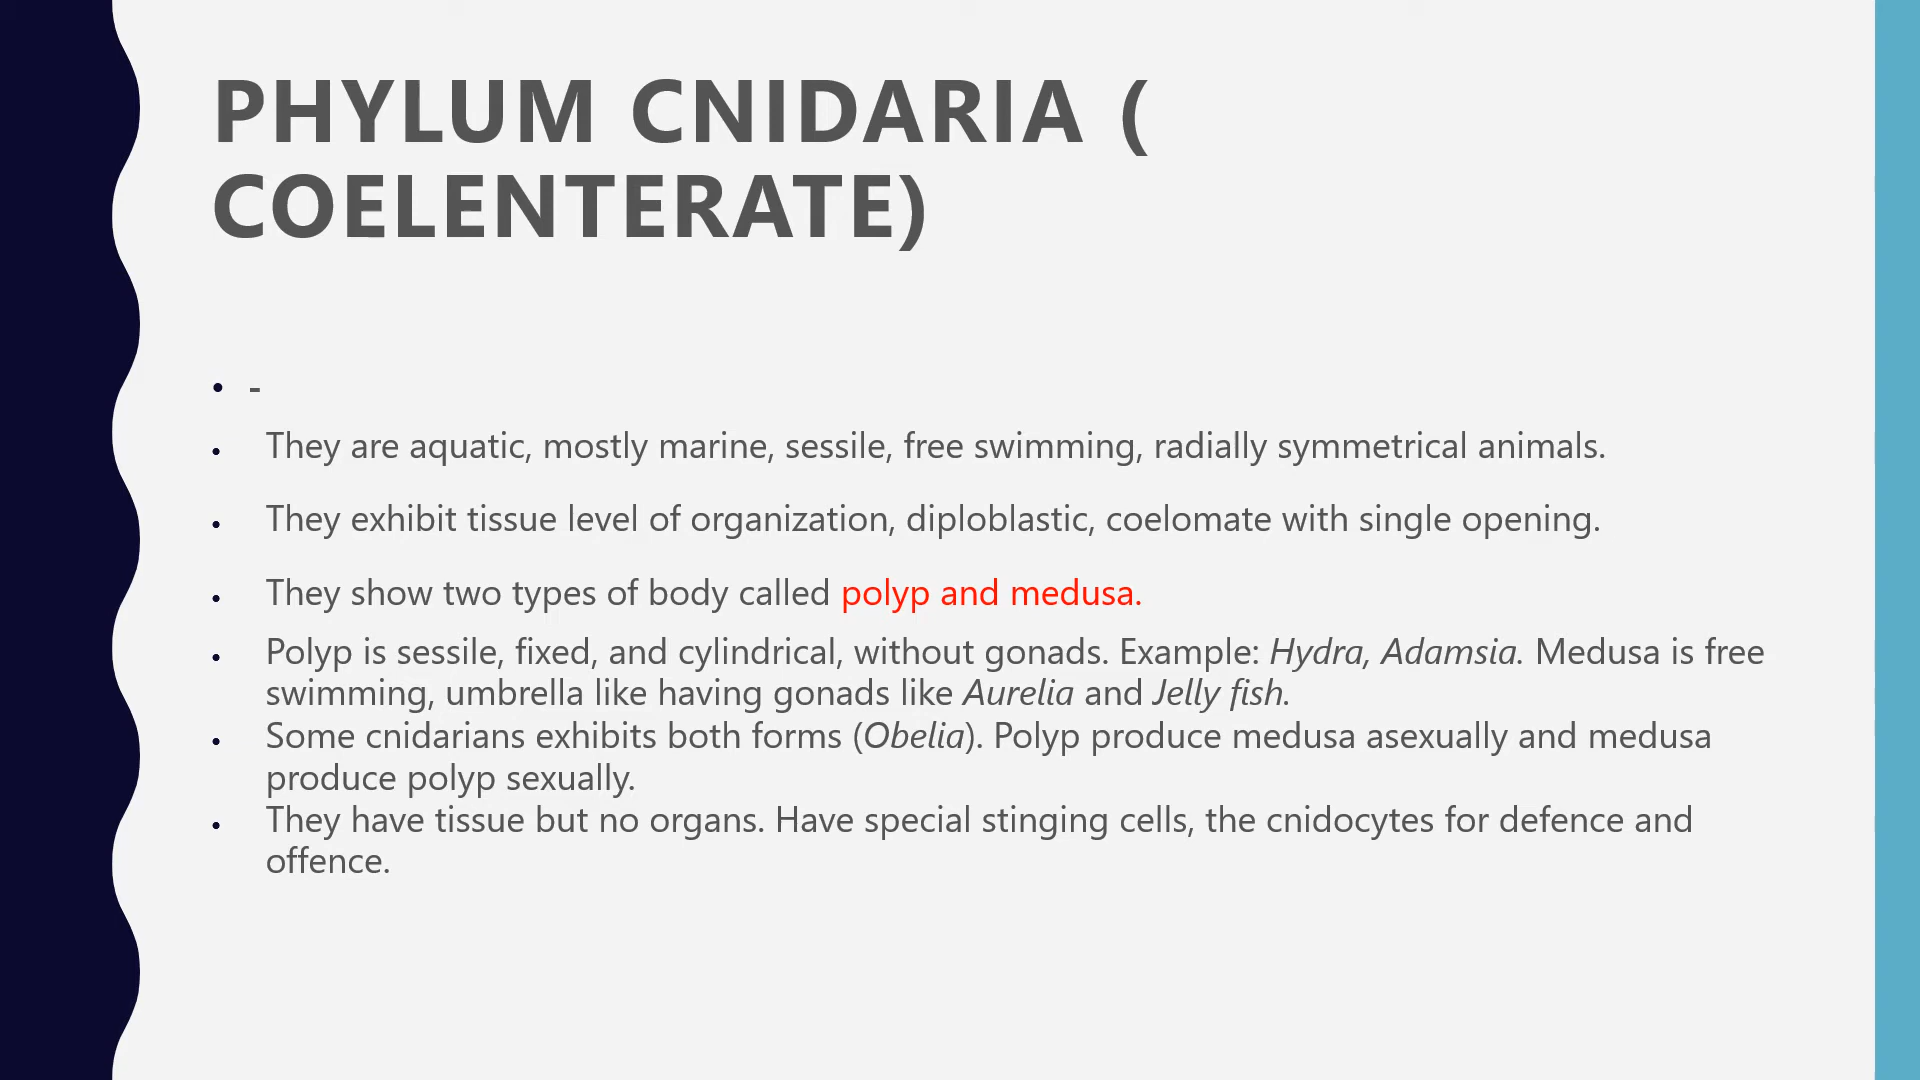 PHYLUM CNIDARIA (
COELENTERATE)
• -
• They are aquatic, mostly marine, sessile, free swimming, radially symmetrical animals.
• They exhibit tissue level of organization, diploblastic, coelomate with single opening.
• They show two types of body called polyp and medusa.
• Polyp is sessile, fixed, and cylindrical, without gonads. Example: Hydra, Adamsia. Medusa is free
swimming, umbrella like having gonads like Aurelia and Jelly fish.
• Some cnidarians exhibits both forms (Obelia). Polyp produce medusa asexually and medusa
produce polyp sexually.
• They have tissue but no organs. Have special stinging cells, the cnidocytes for defence and
offence.